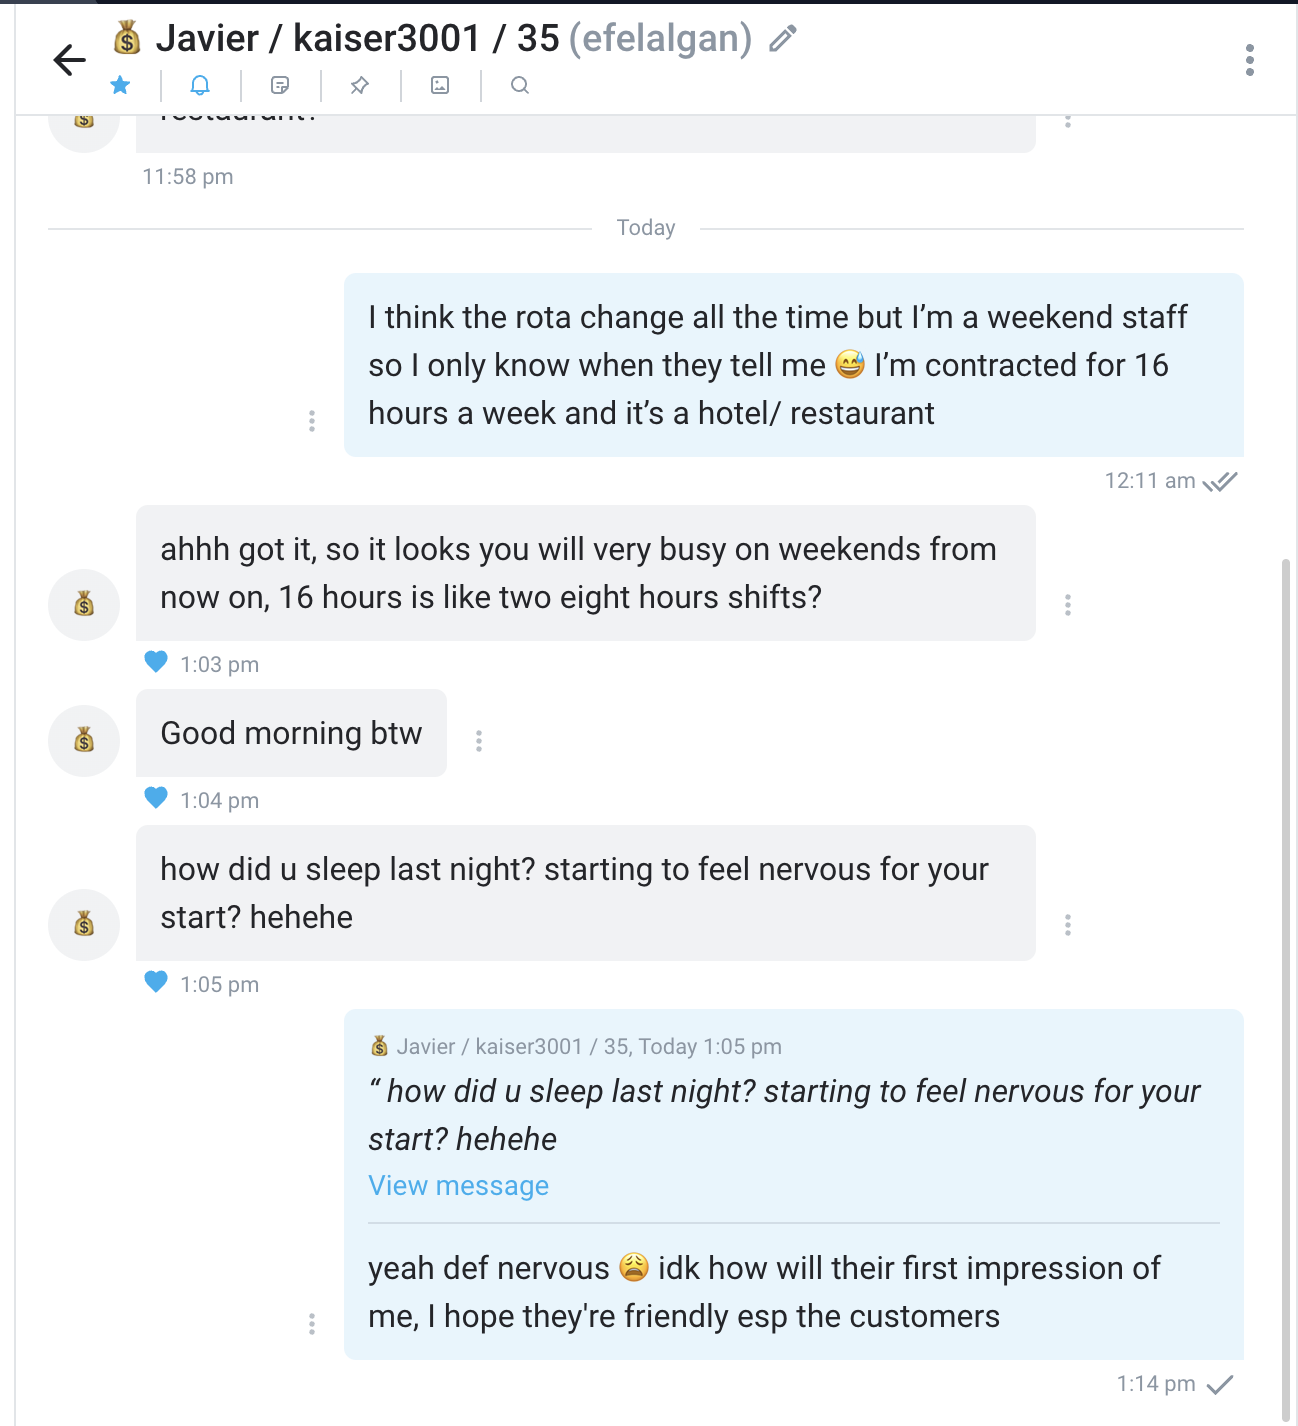 💰 Javier / kaiser3001 / 35 (efelalgan)
restaurant?
11:58 pm
Today
I think the rota change all the time but I’m a weekend staff
so I only know when they tell me 😅 I’m contracted for 16
hours a week and it’s a hotel/ restaurant
12:11 am
ahhh got it, so it looks you will very busy on weekends from
now on, 16 hours is like two eight hours shifts?
1:03 pm
Good morning btw
1:04 pm
how did u sleep last night? starting to feel nervous for your
start? hehehe
1:05 pm
💰 Javier / kaiser3001 / 35, Today 1:05 pm
“ how did u sleep last night? starting to feel nervous for your
start? hehehe
View message
yeah def nervous 😩 idk how will their first impression of
me, I hope they're friendly esp the customers
1:14 pm